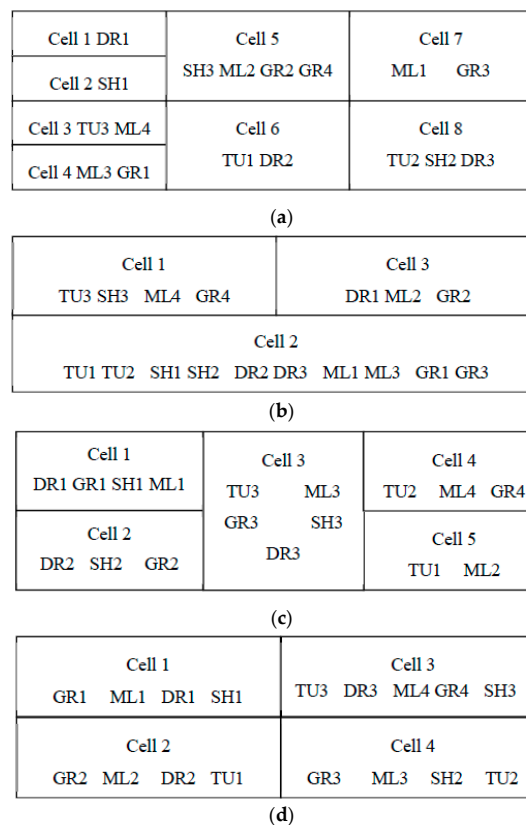 Cell 1 DR1
Cell 2 SH1
Cell 3 TU3 ML4
Cell 4 ML3 GR1
Cell 5
SH3 ML2 GR2 GR4
Cell 6
TU1 DR2
Cell 7
ML1 GR3
Cell 8
TU2 SH2 DR3
(a)
Cell 1
TU3 SH3 ML4 GR4
Cell 3
DR1 ML2 GR2
Cell 2
TU1 TU2 SH1 SH2 DR2 DR3 ML1 ML3 GR1 GR3
(b)
Cell 1
DR1 GR1 SH1 ML1
Cell 2
DR2 SH2 GR2
Cell 3
TU3 ML3
GR3 SH3
DR3
Cell 4
TU2 ML4 GR4
Cell 5
TU1 ML2
(c)
Cell 1
GR1 ML1 DR1 SH1
Cell 3
TU3 DR3 ML4 GR4 SH3
Cell 2
GR2 ML2 DR2 TU1
Cell 4
GR3 ML3 SH2 TU2
(d)